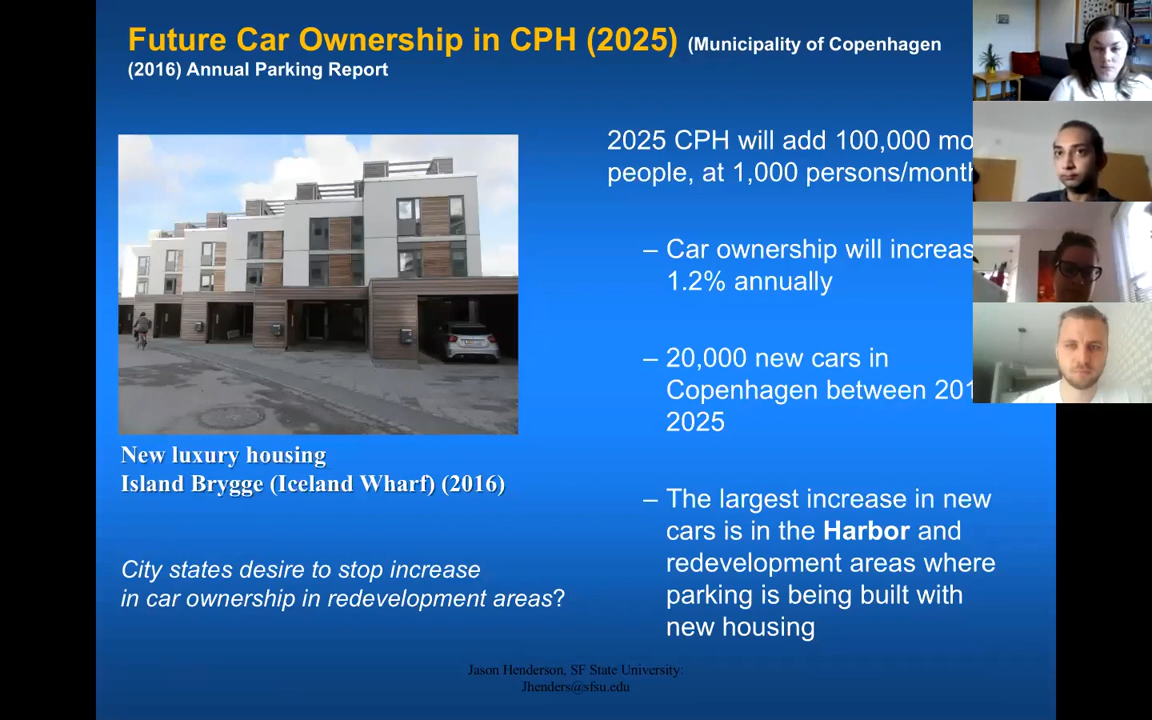 Future Car Ownership in CPH (2025) (Municipality of Copenhagen
(2016) Annual Parking Report
2025 CPH will add 100,000 mo
people, at 1,000 persons/month
– Car ownership will increas
1.2% annually
– 20,000 new cars in
Copenhagen between 201
2025
– The largest increase in new
cars is in the Harbor and
redevelopment areas where
parking is being built with
new housing
New luxury housing
Island Brygge (Iceland Wharf) (2016)
City states desire to stop increase
in car ownership in redevelopment areas?
Jason Henderson, SF State University:
Jhenders@sfsu.edu